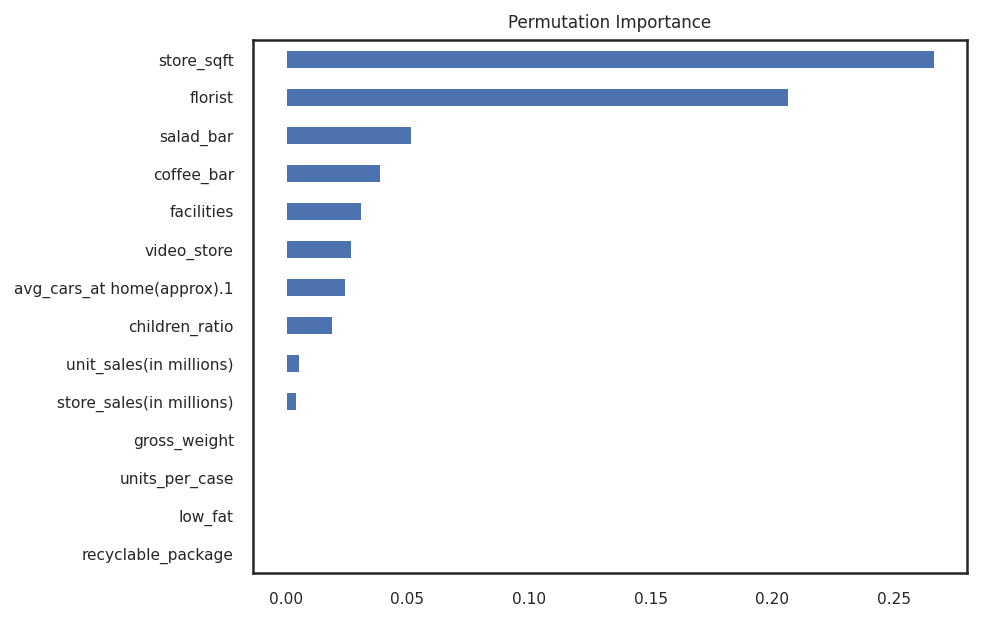 Permutation Importance
store_sqft
florist
salad_bar
coffee_bar
facilities
video_store
avg_cars_at home(approx).1
children_ratio
unit_sales(in millions)
store_sales(in millions)
gross_weight
units_per_case
low_fat
recyclable_package
0.00 0.05 0.10 0.15 0.20 0.25